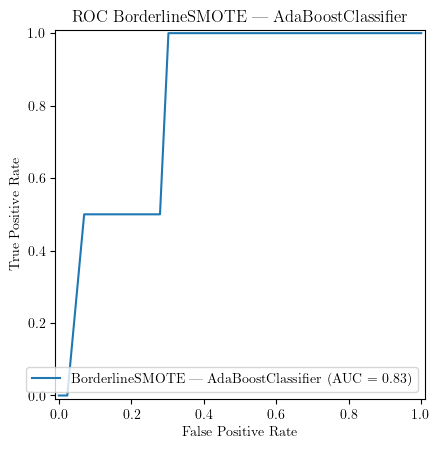 ROC BorderlineSMOTE — AdaBoostClassifier
1.0
0.8
0.6
0.4
0.2
0.0
True Positive Rate
BorderlineSMOTE — AdaBoostClassifier (AUC = 0.83)
0.0 0.2 0.4 0.6 0.8 1.0
False Positive Rate